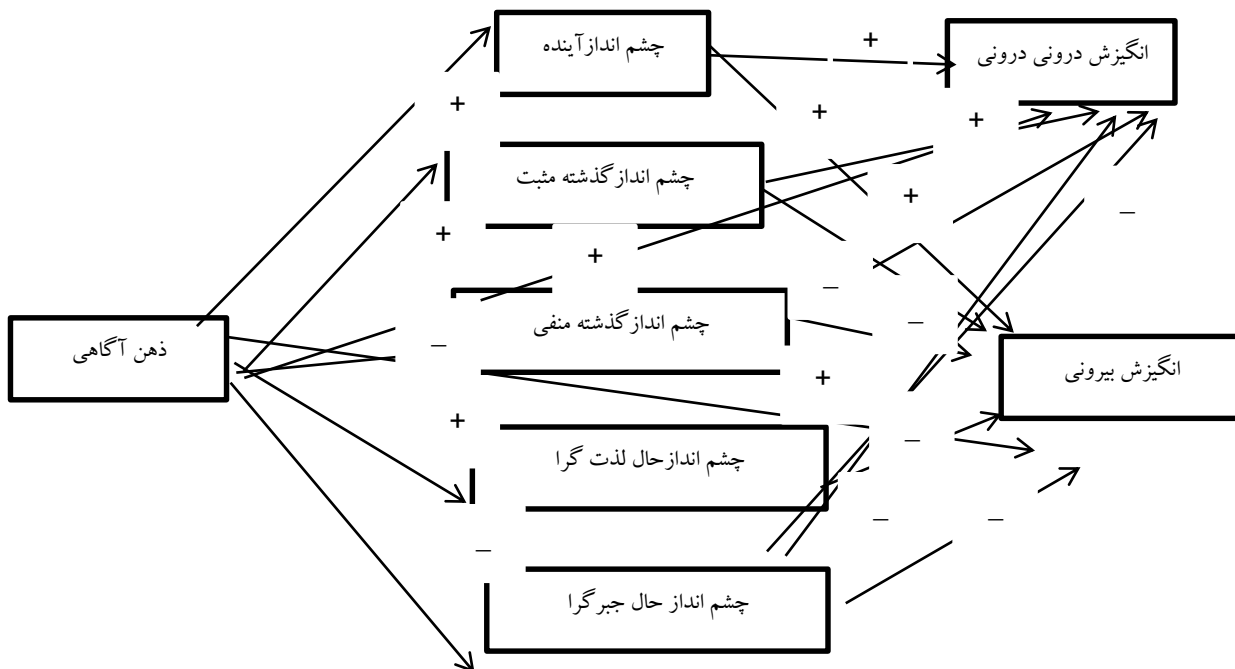 چشم اندازآینده
انگیزش درونی درونی
+
+
+
+
چشم اندازگذشته مثبت
+
–
+
+
–
–
ذهن آگاهی
چشم اندازگذشته منفی
–
انگیزش بیرونی
+
+
–
چشم اندازحال لذت گرا
–
–
–
چشم انداز حال جبرگرا